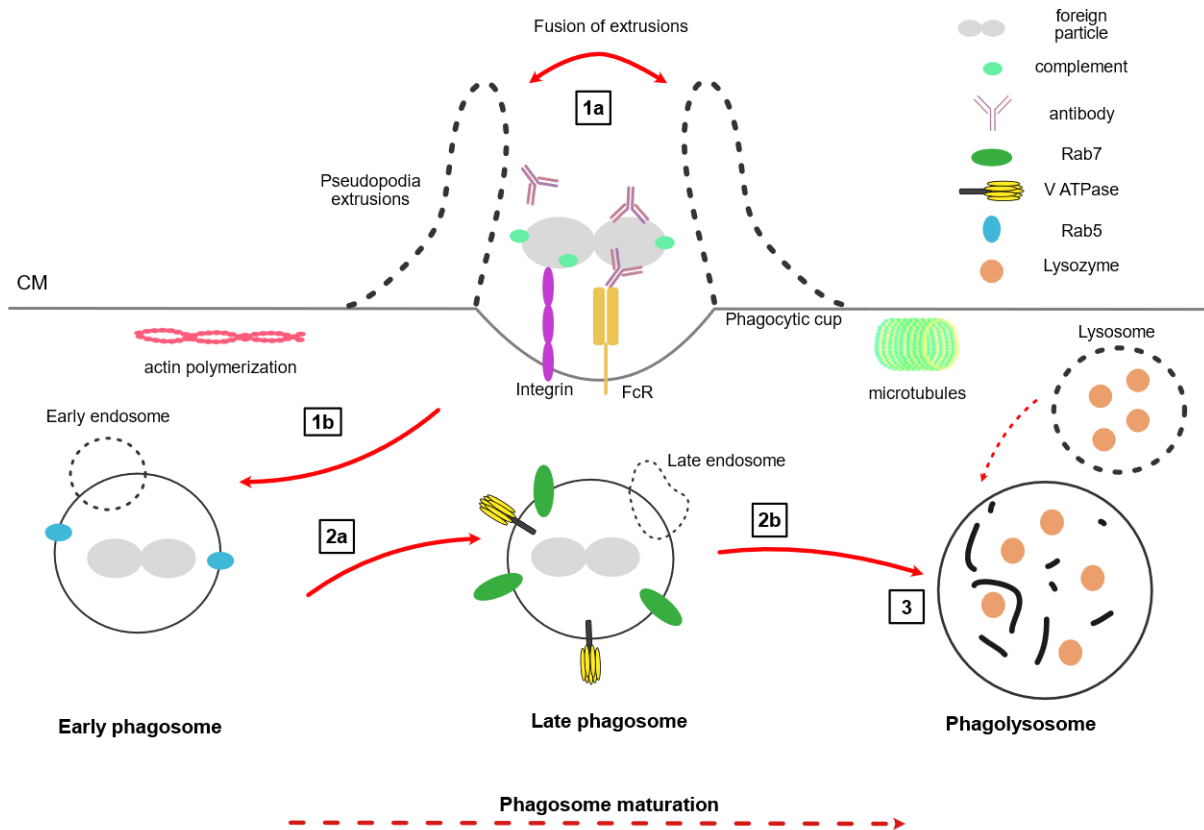 Fusion of extrusions
1a
foreign
particle
complement
antibody
Rab7
V ATPase
Rab5
Lysozyme
Pseudopodia
extrusions
CM
Phagocytic cup
actin polymerization
Integrin
FcR
microtubules
Lysosome
Early endosome
1b
Late endosome
2a
2b
3
Early phagosome
Late phagosome
Phagolysosome
Phagosome maturation